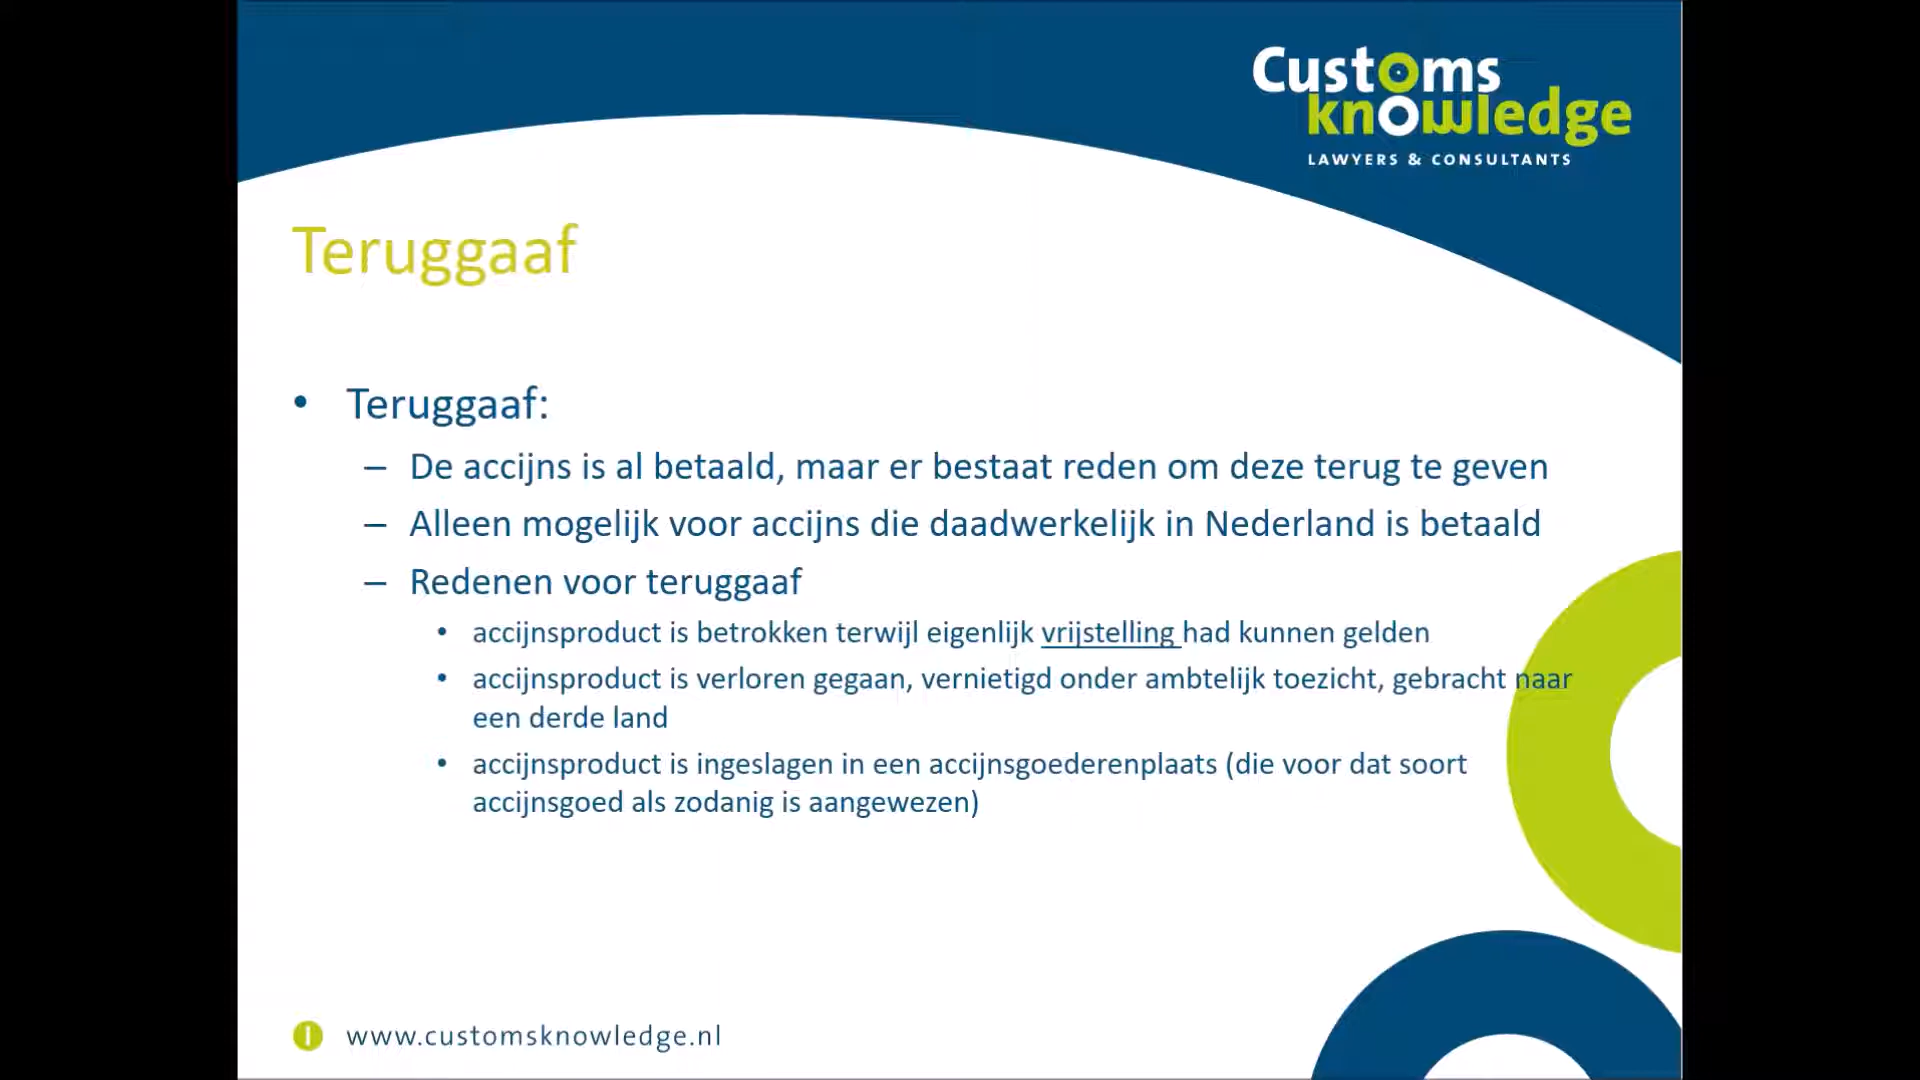 Customs
knowledge
LAWYERS & CONSULTANTS
Teruggaaf
• Teruggaaf:
– De accijns is al betaald, maar er bestaat reden om deze terug te geven
– Alleen mogelijk voor accijns die daadwerkelijk in Nederland is betaald
– Redenen voor teruggaaf
• accijnsproduct is betrokken terwijl eigenlijk vrijstelling had kunnen gelden
• accijnsproduct is verloren gegaan, vernietigd onder ambtelijk toezicht, gebracht naar
een derde land
• accijnsproduct is ingeslagen in een accijnsgoederenplaats (die voor dat soort
accijnsgoed als zodanig is aangewezen)
www.customsknowledge.nl